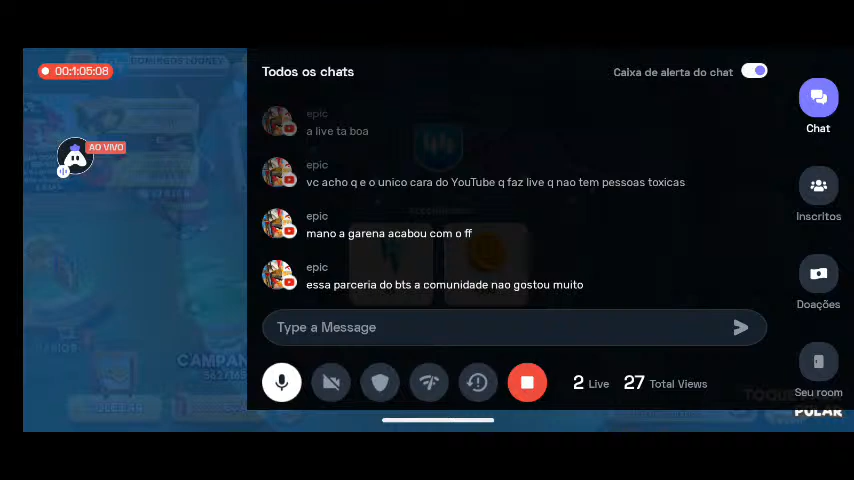 00:1:05:08
Todos os chats
Caixa de alerta do chat
AO VIVO
epic
a live ta boa
epic
vc acho q e o unico cara do YouTube q faz live q nao tem pessoas toxicas
epic
mano a garena acabou com o ff
epic
essa parceria do bts a comunidade nao gostou muito
Type a Message
2 Live
27 Total Views
Chat
Inscritos
Doações
Seu room
CAMPAN
PULAR